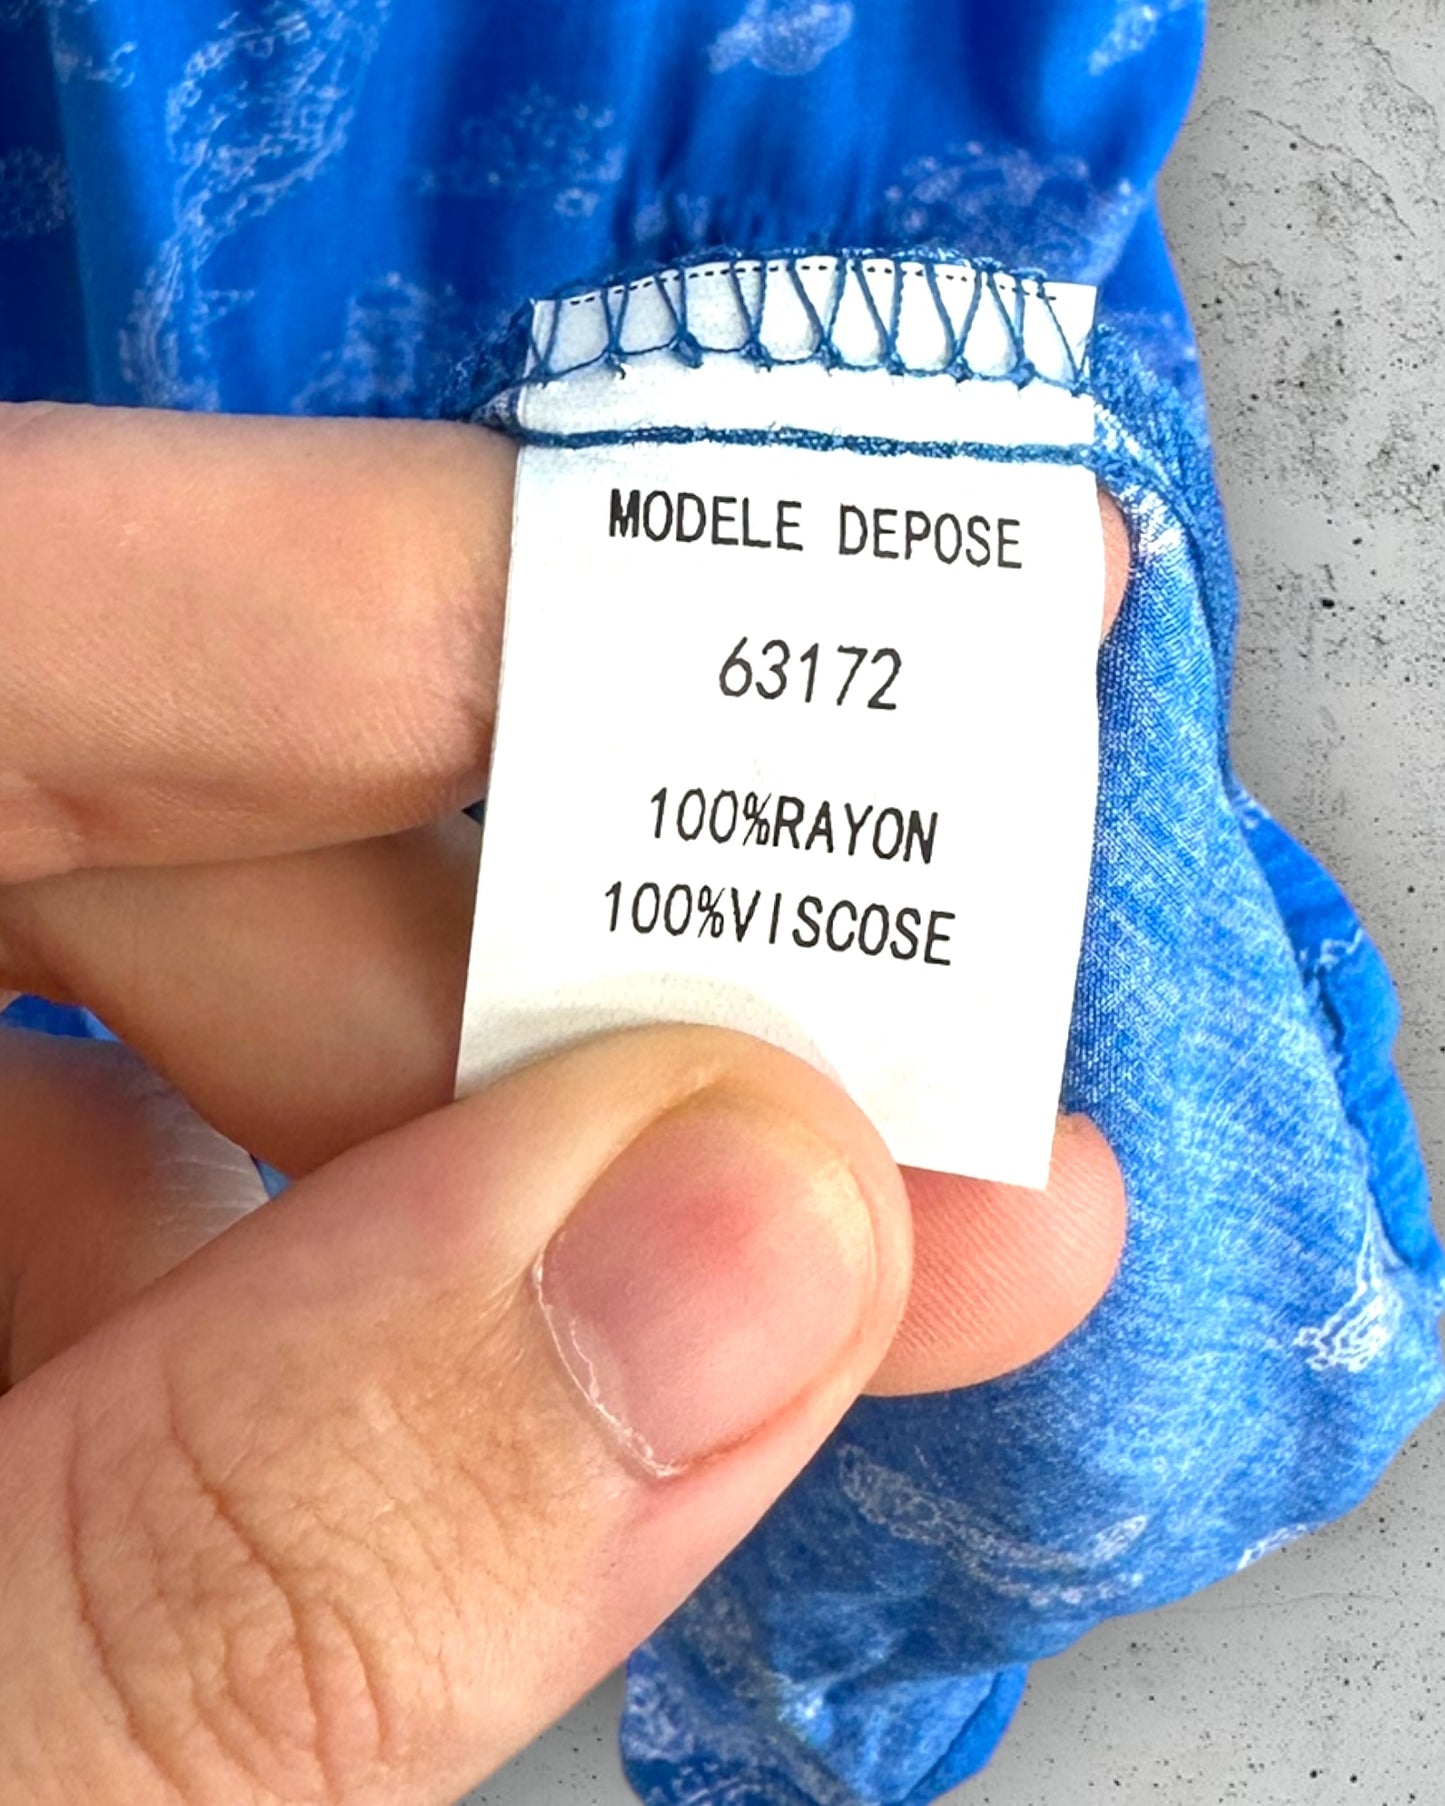 MODELE DEPOSE
63172
100%RAYON
100%VISCOSE